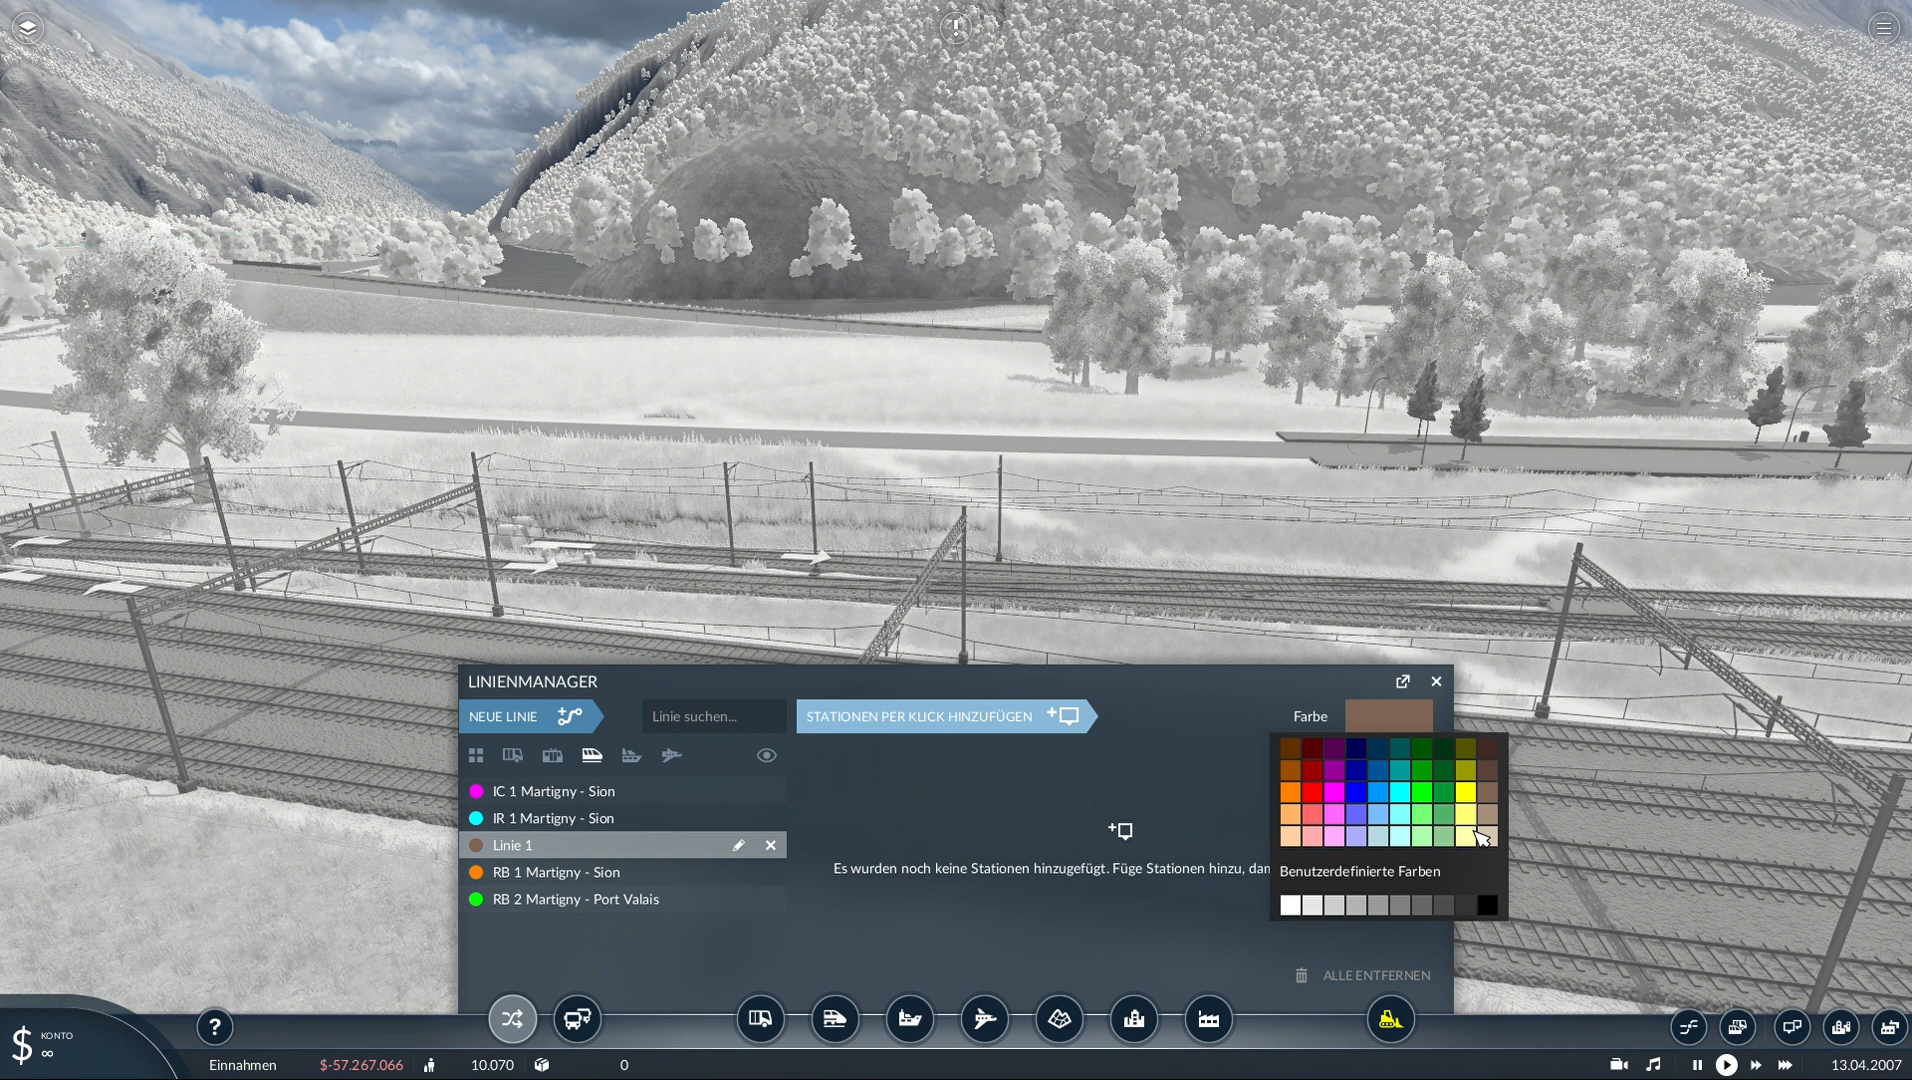 LINIENMANAGER
NEUE LINIE
Linie suchen...
STATIONEN PER KLICK HINZUFÜGEN
Farbe
IC 1 Martigny - Sion
IR 1 Martigny - Sion
Linie 1
RB 1 Martigny - Sion
RB 2 Martigny - Port Valais
Es wurden noch keine Stationen hinzugefügt. Füge Stationen hinzu, dan
Benutzerdefinierte Farben
ALLE ENTFERNEN
$ KONTO
∞
?
Einnahmen $-57.267.066 10.070 0 13.04.2007